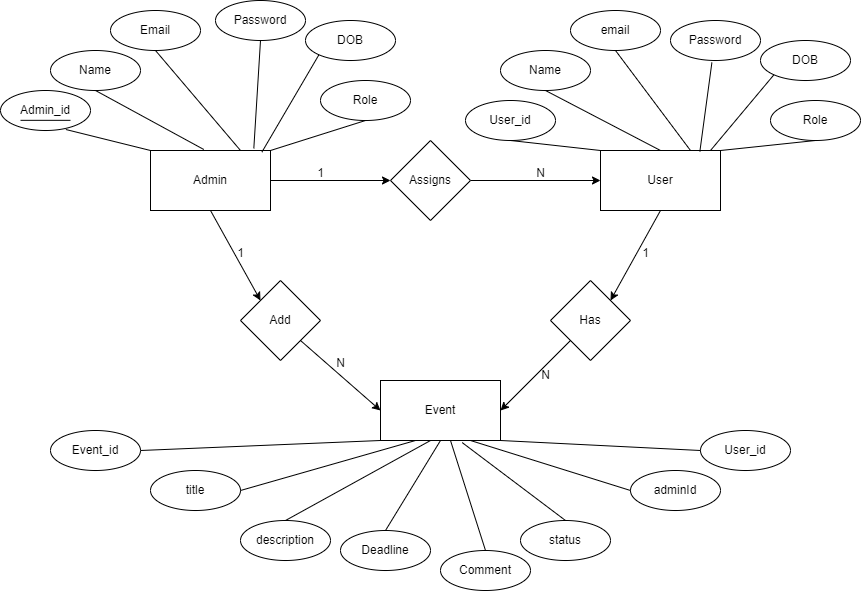 Password
Email
email
Password
DOB
DOB
Name
Name
Role
Admin_id
User_id
Role
Admin
1
Assigns
N
User
1
1
Add
Has
N
N
Event
Event_id
User_id
title
adminId
description
status
Deadline
Comment